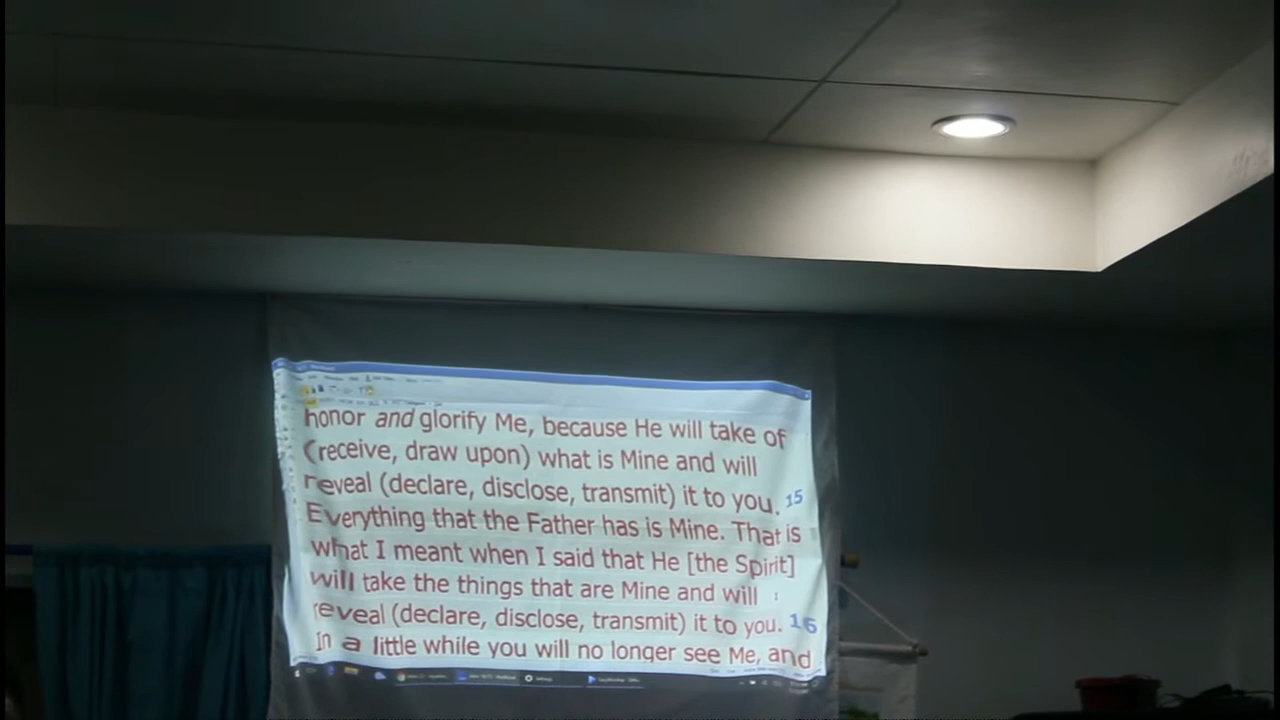 honor and glorify Me, because He will take of
(receive, draw upon) what is Mine and will
reveal (declare, disclose, transmit) it to you. 15
Everything that the Father has is Mine. That is
what I meant when I said that He [the Spirit]
will take the things that are Mine and will
reveal (declare, disclose, transmit) it to you. 16
In a little while you will no longer see Me, and